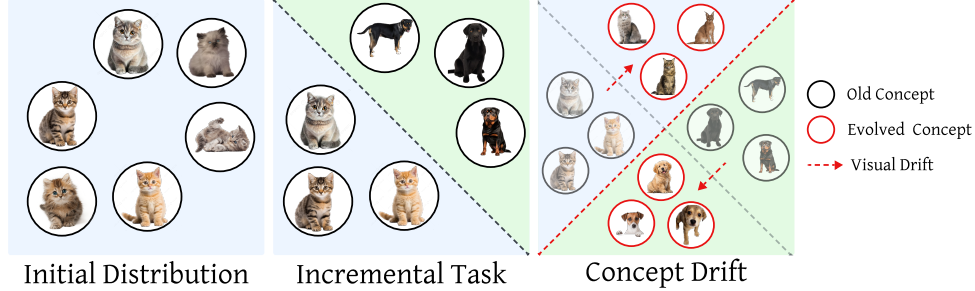 Old Concept
Evolved Concept
Visual Drift
Initial Distribution
Incremental Task
Concept Drift